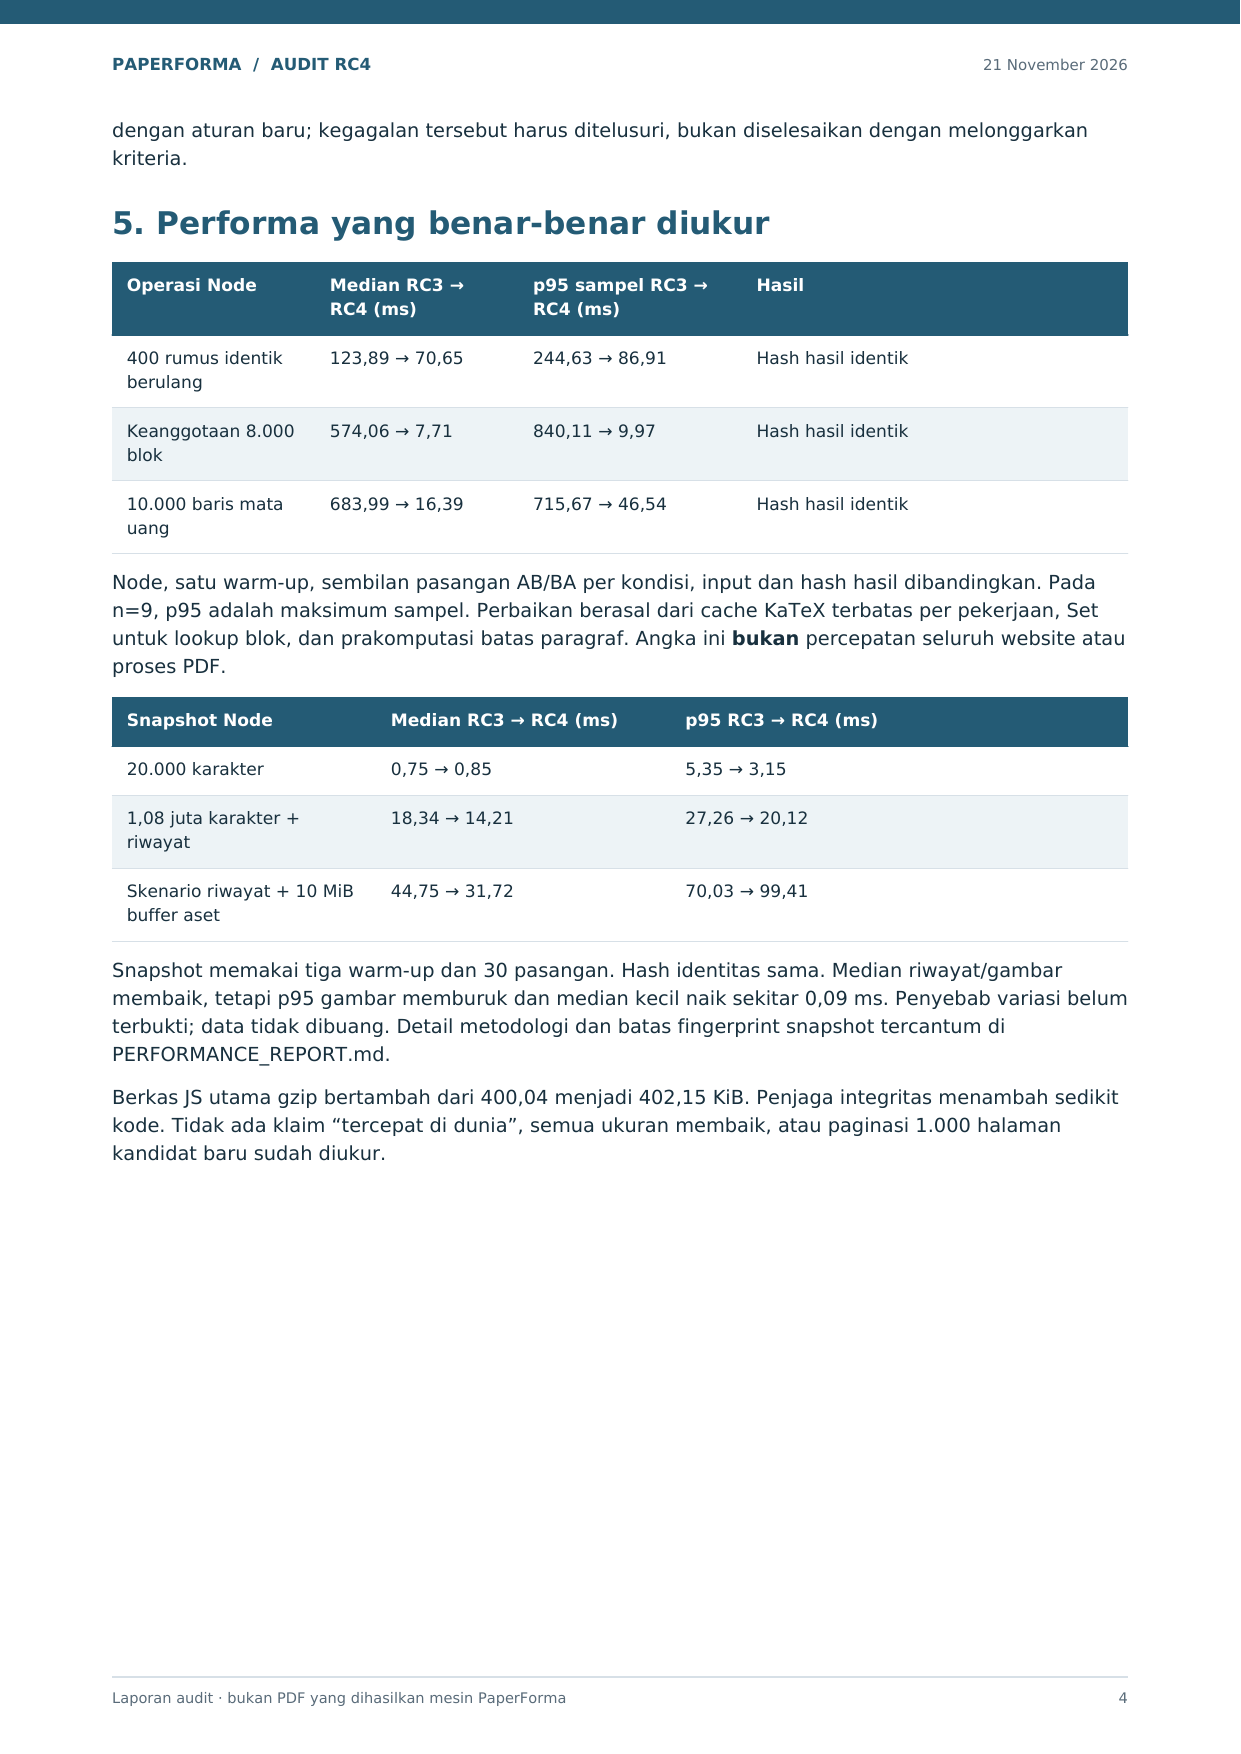 PAPERFORMA / AUDIT RC4
21 November 2026
dengan aturan baru; kegagalan tersebut harus ditelusuri, bukan diselesaikan dengan melonggarkan
kriteria.
5. Performa yang benar-benar diukur
Operasi Node
Median RC3 →
RC4 (ms)
p95 sampel RC3 →
RC4 (ms)
Hasil
400 rumus identik
berulang
123,89 → 70,65
244,63 → 86,91
Hash hasil identik
Keanggotaan 8.000
blok
574,06 → 7,71
840,11 → 9,97
Hash hasil identik
10.000 baris mata
uang
683,99 → 16,39
715,67 → 46,54
Hash hasil identik
Node, satu warm-up, sembilan pasangan AB/BA per kondisi, input dan hash hasil dibandingkan. Pada
n=9, p95 adalah maksimum sampel. Perbaikan berasal dari cache KaTeX terbatas per pekerjaan, Set
untuk lookup blok, dan prakomputasi batas paragraf. Angka ini bukan percepatan seluruh website atau
proses PDF.
Snapshot Node
Median RC3 → RC4 (ms)
p95 RC3 → RC4 (ms)
20.000 karakter
0,75 → 0,85
5,35 → 3,15
1,08 juta karakter +
riwayat
18,34 → 14,21
27,26 → 20,12
Skenario riwayat + 10 MiB
buffer aset
44,75 → 31,72
70,03 → 99,41
Snapshot memakai tiga warm-up dan 30 pasangan. Hash identitas sama. Median riwayat/gambar
membaik, tetapi p95 gambar memburuk dan median kecil naik sekitar 0,09 ms. Penyebab variasi belum
terbukti; data tidak dibuang. Detail metodologi dan batas fingerprint snapshot tercantum di
PERFORMANCE_REPORT.md.
Berkas JS utama gzip bertambah dari 400,04 menjadi 402,15 KiB. Penjaga integritas menambah sedikit
kode. Tidak ada klaim “tercepat di dunia”, semua ukuran membaik, atau paginasi 1.000 halaman
kandidat baru sudah diukur.
Laporan audit · bukan PDF yang dihasilkan mesin PaperForma
4